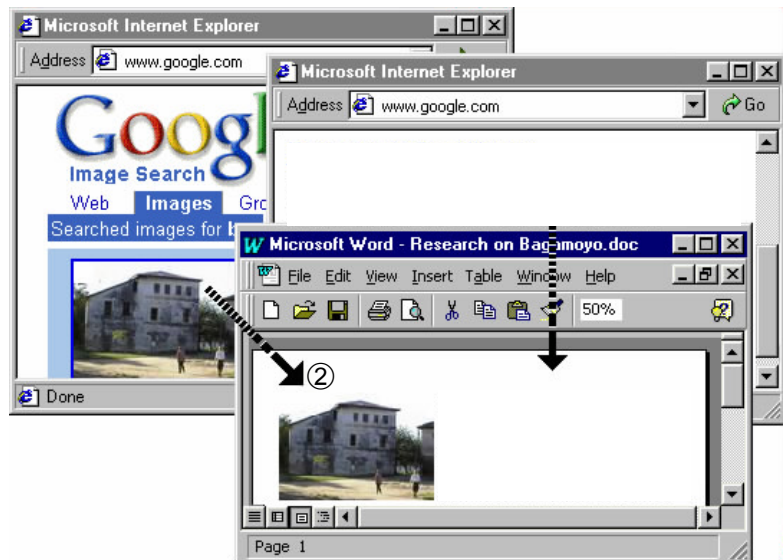 Microsoft Internet Explorer
Address www.google.com
Google
Image Search
Web Images Gro
Searched images for b
Done
Microsoft Internet Explorer
Address www.google.com Go
Microsoft Word - Research on Bagamoyo.doc
File Edit View Insert Table Window Help
50%
②
Page 1